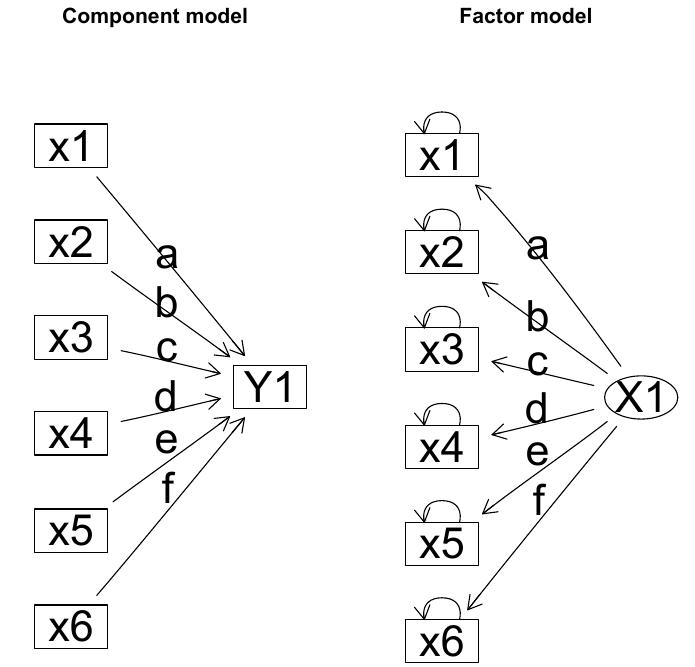 Component model
x1
x2
x3
x4
x5
x6
a
b
c
d
e
f
Y1
Factor model
x1
x2
x3
x4
x5
x6
a
b
c
d
e
f
X1